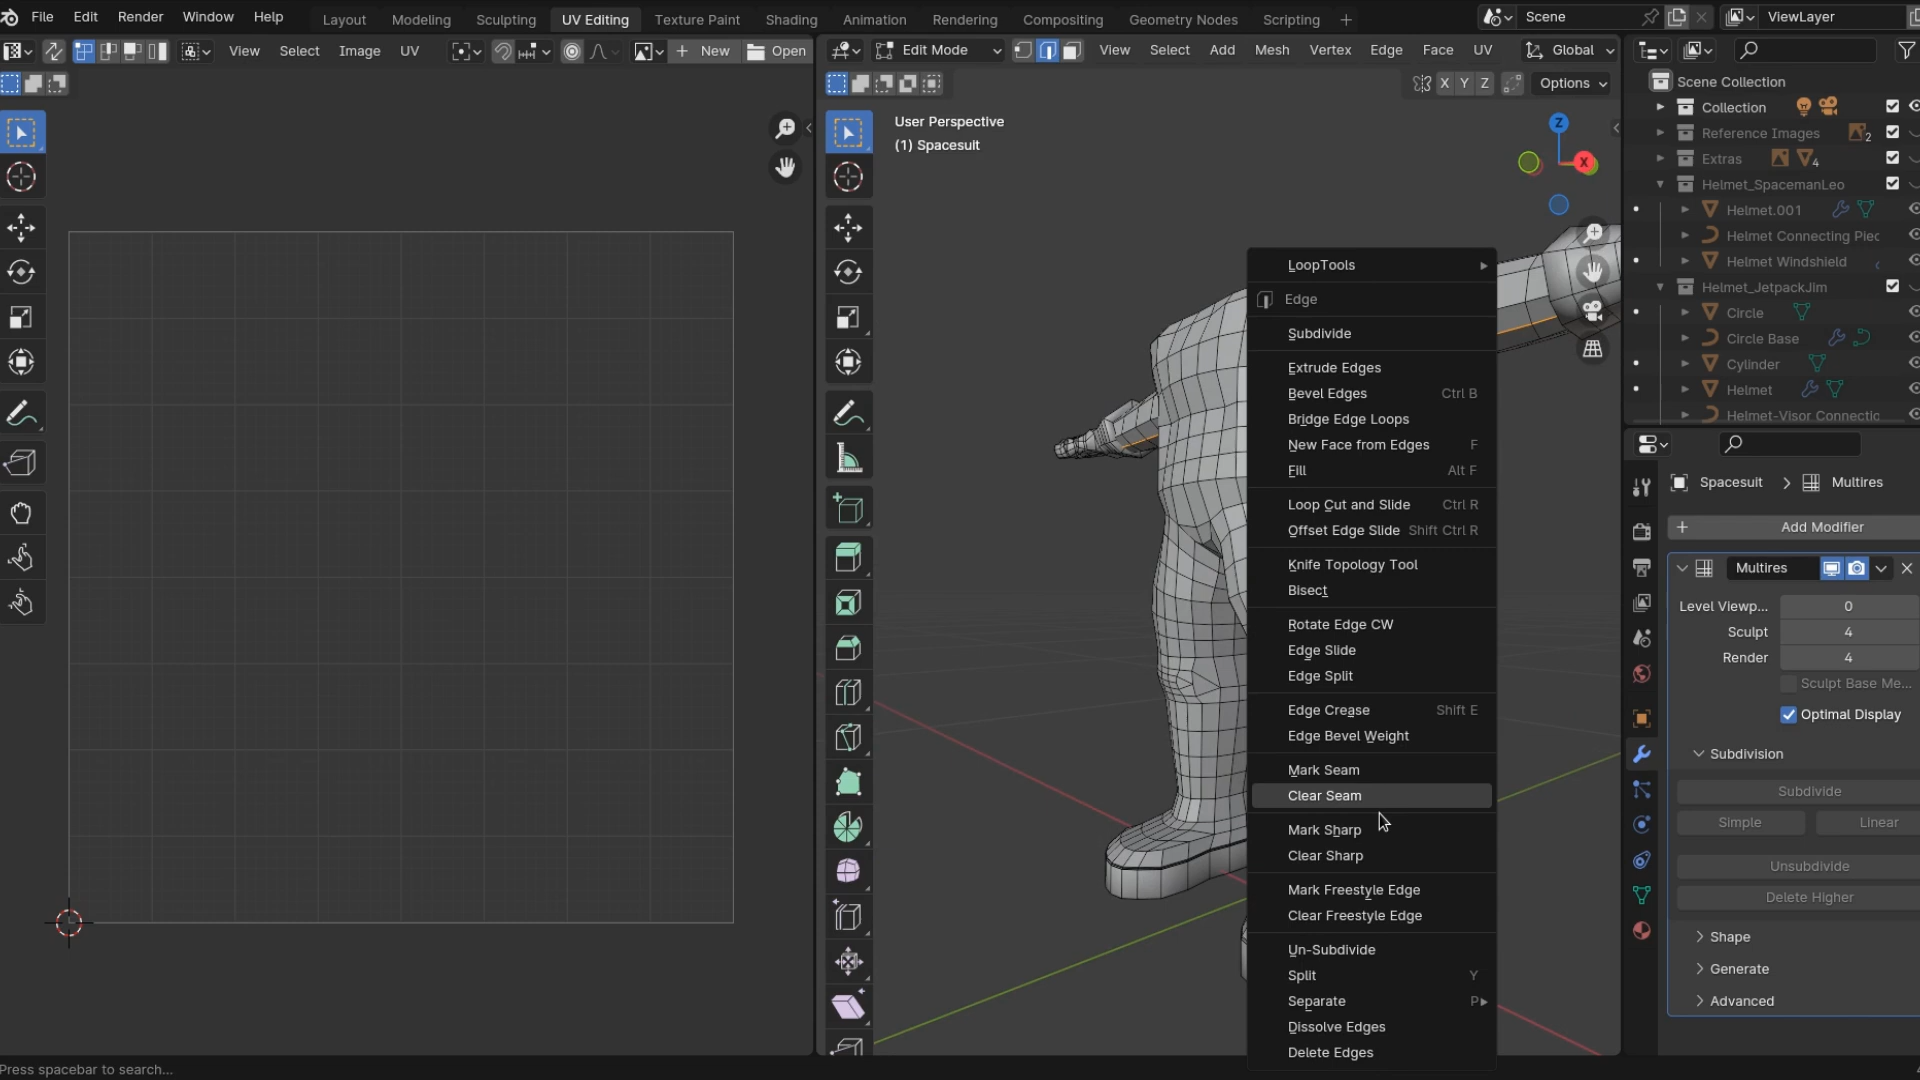 File Edit Render Window Help Layout Modeling Sculpting UV Editing Texture Paint Shading Animation Rendering Compositing Geometry Nodes Scripting + Scene ViewLayer
View Select Image UV New Open
Edit Mode View Select Add Mesh Vertex Edge Face UV Global
X Y Z Options
User Perspective
(1) Spacesuit
Z
X
LoopTools
Edge
Subdivide
Extrude Edges
Bevel Edges Ctrl B
Bridge Edge Loops
New Face from Edges F
Fill Alt F
Loop Cut and Slide Ctrl R
Offset Edge Slide Shift Ctrl R
Knife Topology Tool
Bisect
Rotate Edge CW
Edge Slide
Edge Split
Edge Crease Shift E
Edge Bevel Weight
Mark Seam
Clear Seam
Mark Sharp
Clear Sharp
Mark Freestyle Edge
Clear Freestyle Edge
Un-Subdivide
Split Y
Separate P
Dissolve Edges
Delete Edges
Scene Collection
Collection
Reference Images 2
Extras 4
Helmet_SpacemanLeo
Helmet.001
Helmet Connecting Piec
Helmet Windshield
Helmet_JetpackJim
Circle
Circle Base
Cylinder
Helmet
Helmet-Visor Connectic
Spacesuit > Multires
+ Add Modifier
Multires
Level Viewp... 0
Sculpt 4
Render 4
Sculpt Base Me...
Optimal Display
Subdivision
Subdivide
Simple Linear
Unsubdivide
Delete Higher
Shape
Generate
Advanced
Press spacebar to search...